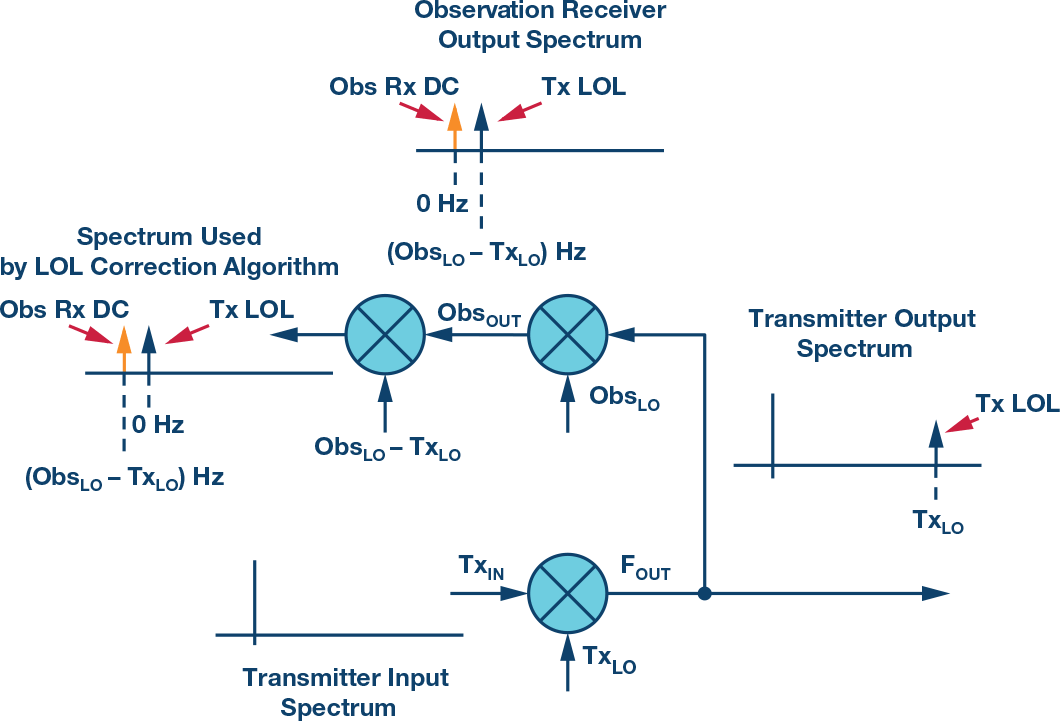 Observation Receiver
Output Spectrum
Obs Rx DC
Tx LOL
0 Hz
(ObsLO – TxLO) Hz
Spectrum Used
by LOL Correction Algorithm
Obs Rx DC
Tx LOL
0 Hz
(ObsLO – TxLO) Hz
ObsOUT
ObsLO
ObsLO – TxLO
Transmitter Output
Spectrum
Tx LOL
TxLO
TxIN
FOUT
TxLO
Transmitter Input
Spectrum